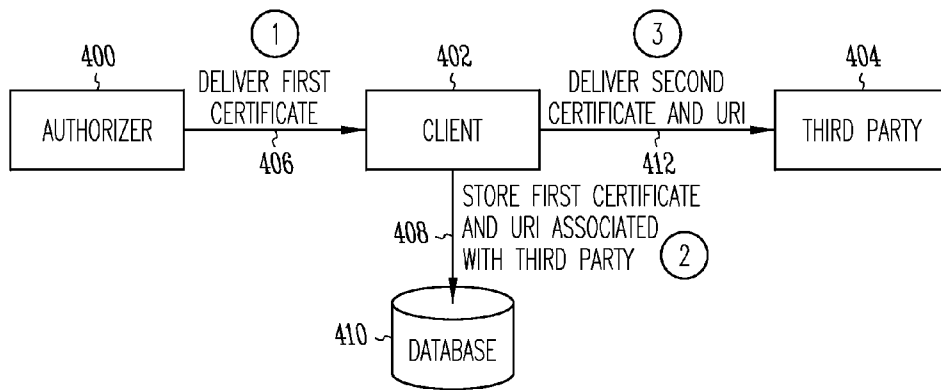 1
3
400
402
404
DELIVER FIRST
CERTIFICATE
DELIVER SECOND
CERTIFICATE AND URI
AUTHORIZER
CLIENT
THIRD PARTY
406
412
STORE FIRST CERTIFICATE
AND URI ASSOCIATED
WITH THIRD PARTY
408
2
410
DATABASE